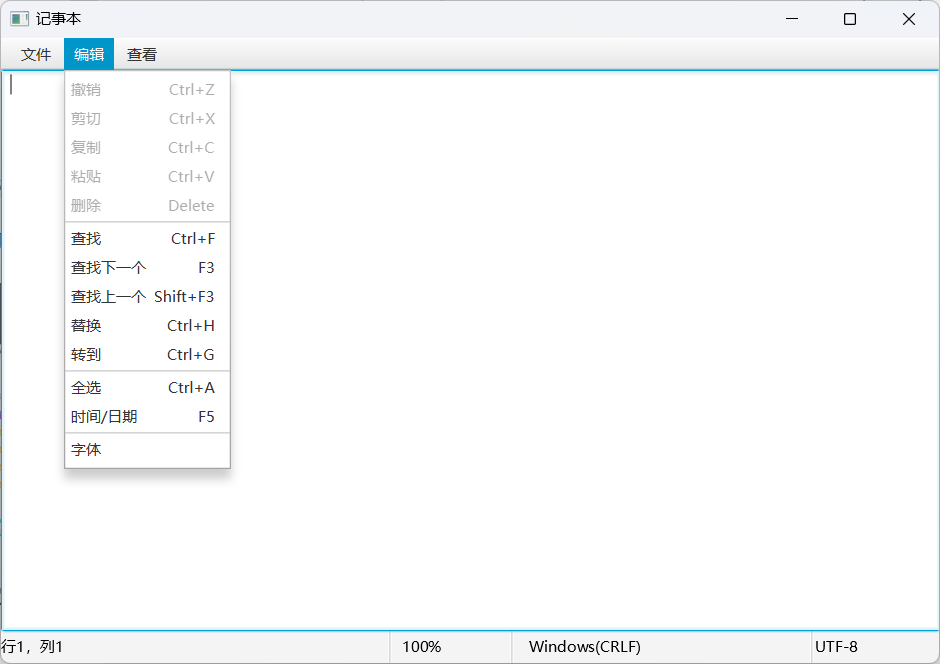 记事本
文件 编辑 查看
撤销 Ctrl+Z
剪切 Ctrl+X
复制 Ctrl+C
粘贴 Ctrl+V
删除 Delete
查找 Ctrl+F
查找下一个 F3
查找上一个 Shift+F3
替换 Ctrl+H
转到 Ctrl+G
全选 Ctrl+A
时间/日期 F5
字体
行1，列1 100% Windows(CRLF) UTF-8